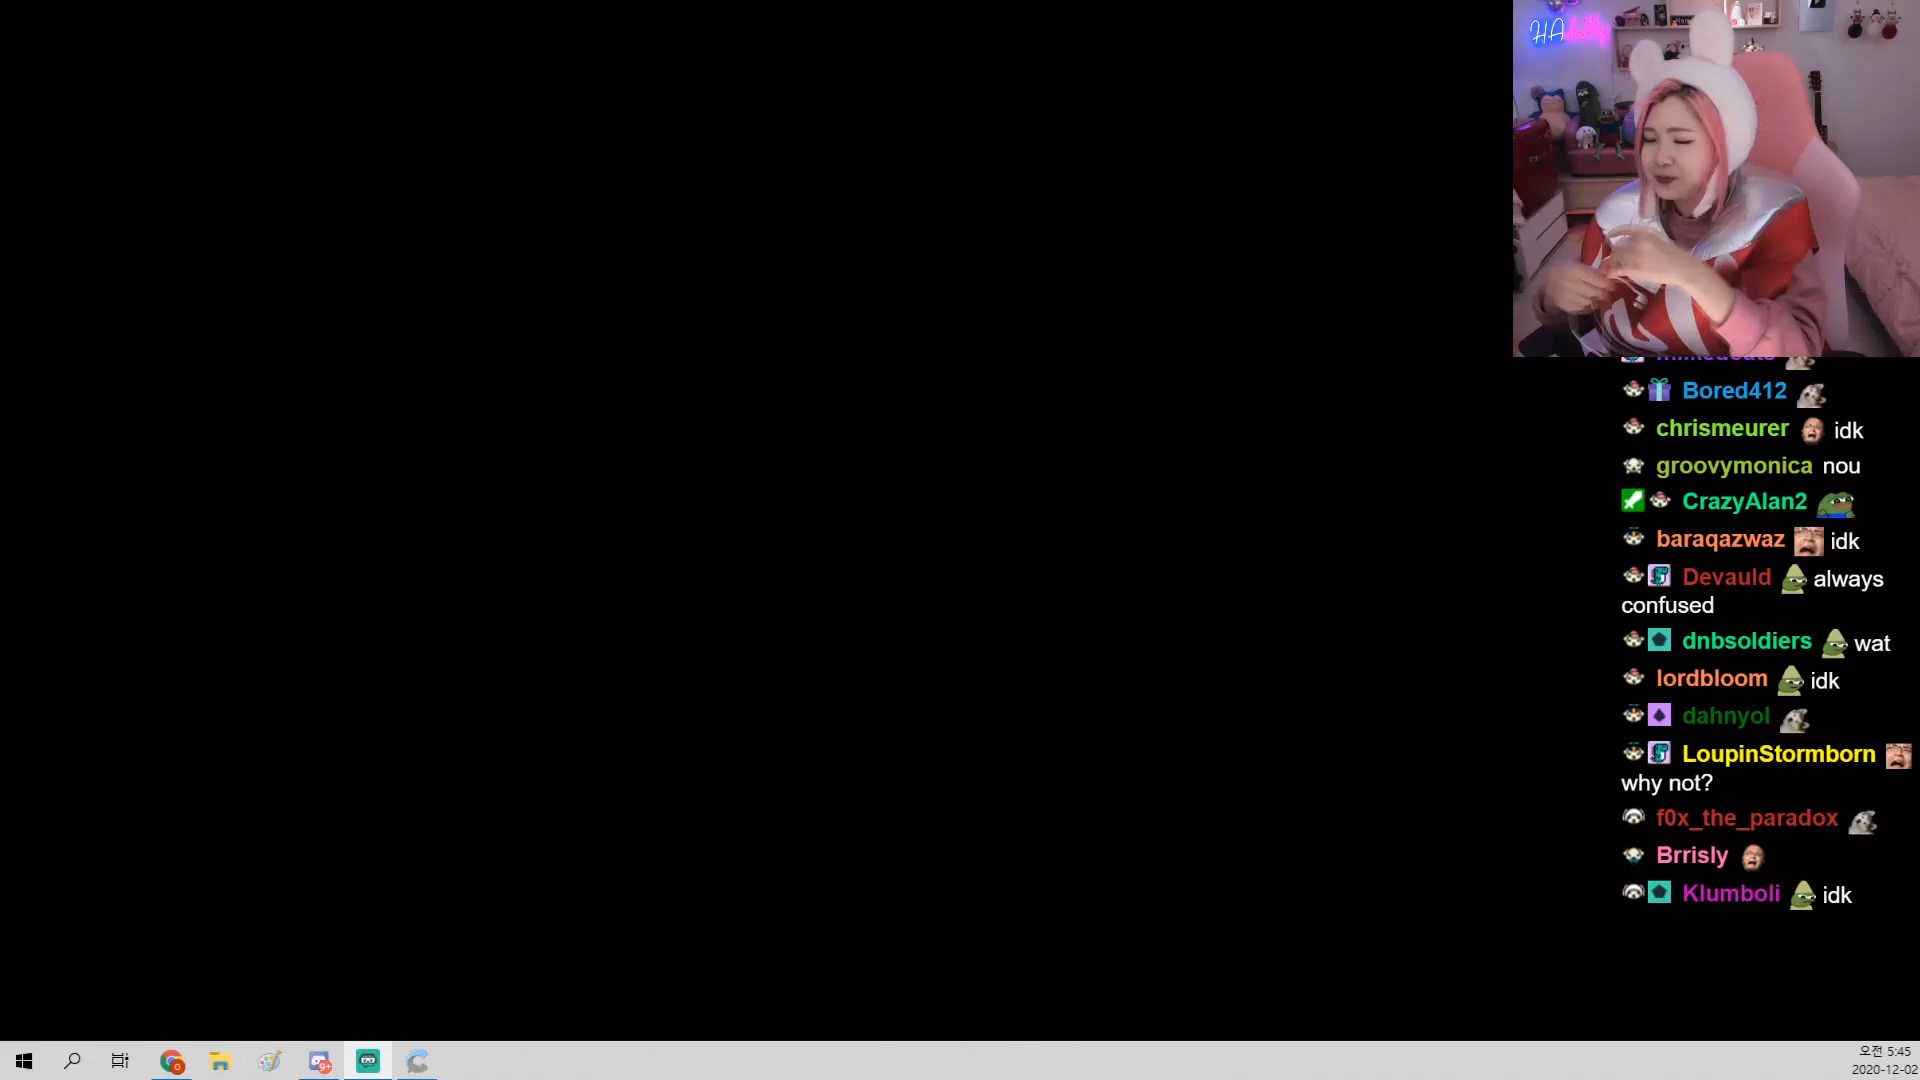 HA
Bored412
chrismeurer idk
groovymonica nou
CrazyAlan2
baraqazwaz idk
Devauld always
confused
dnbsoldiers wat
lordbloom idk
dahnyol
LoupinStormborn
why not?
f0x_the_paradox
Brrisly
Klumboli idk
9+
오전 5:45
2020-12-02